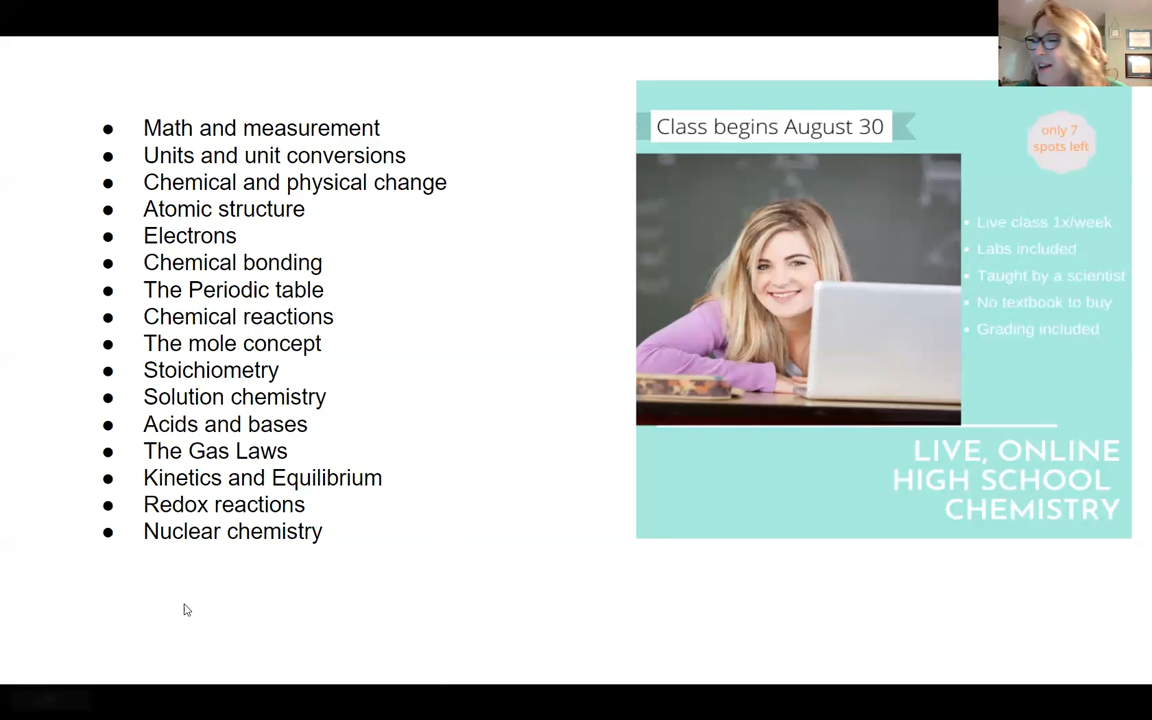 Math and measurement
Units and unit conversions
Chemical and physical change
Atomic structure
Electrons
Chemical bonding
The Periodic table
Chemical reactions
The mole concept
Stoichiometry
Solution chemistry
Acids and bases
The Gas Laws
Kinetics and Equilibrium
Redox reactions
Nuclear chemistry
Class begins August 30
only 7
spots left
Live class 1x/week
Labs included
Taught by a scientist
No textbook to buy
Grading included
LIVE, ONLINE
HIGH SCHOOL
CHEMISTRY